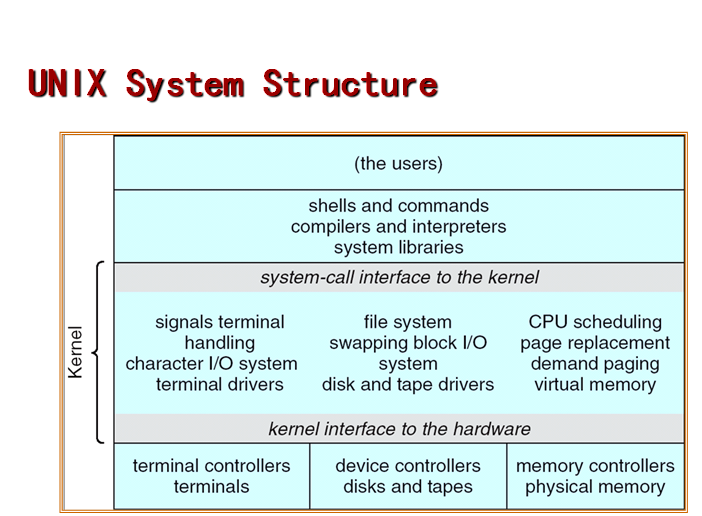 UNIX System Structure
(the users)
shells and commands
compilers and interpreters
system libraries
system-call interface to the kernel
Kernel
signals terminal
handling
character I/O system
terminal drivers
file system
swapping block I/O
system
disk and tape drivers
CPU scheduling
page replacement
demand paging
virtual memory
kernel interface to the hardware
terminal controllers
terminals
device controllers
disks and tapes
memory controllers
physical memory